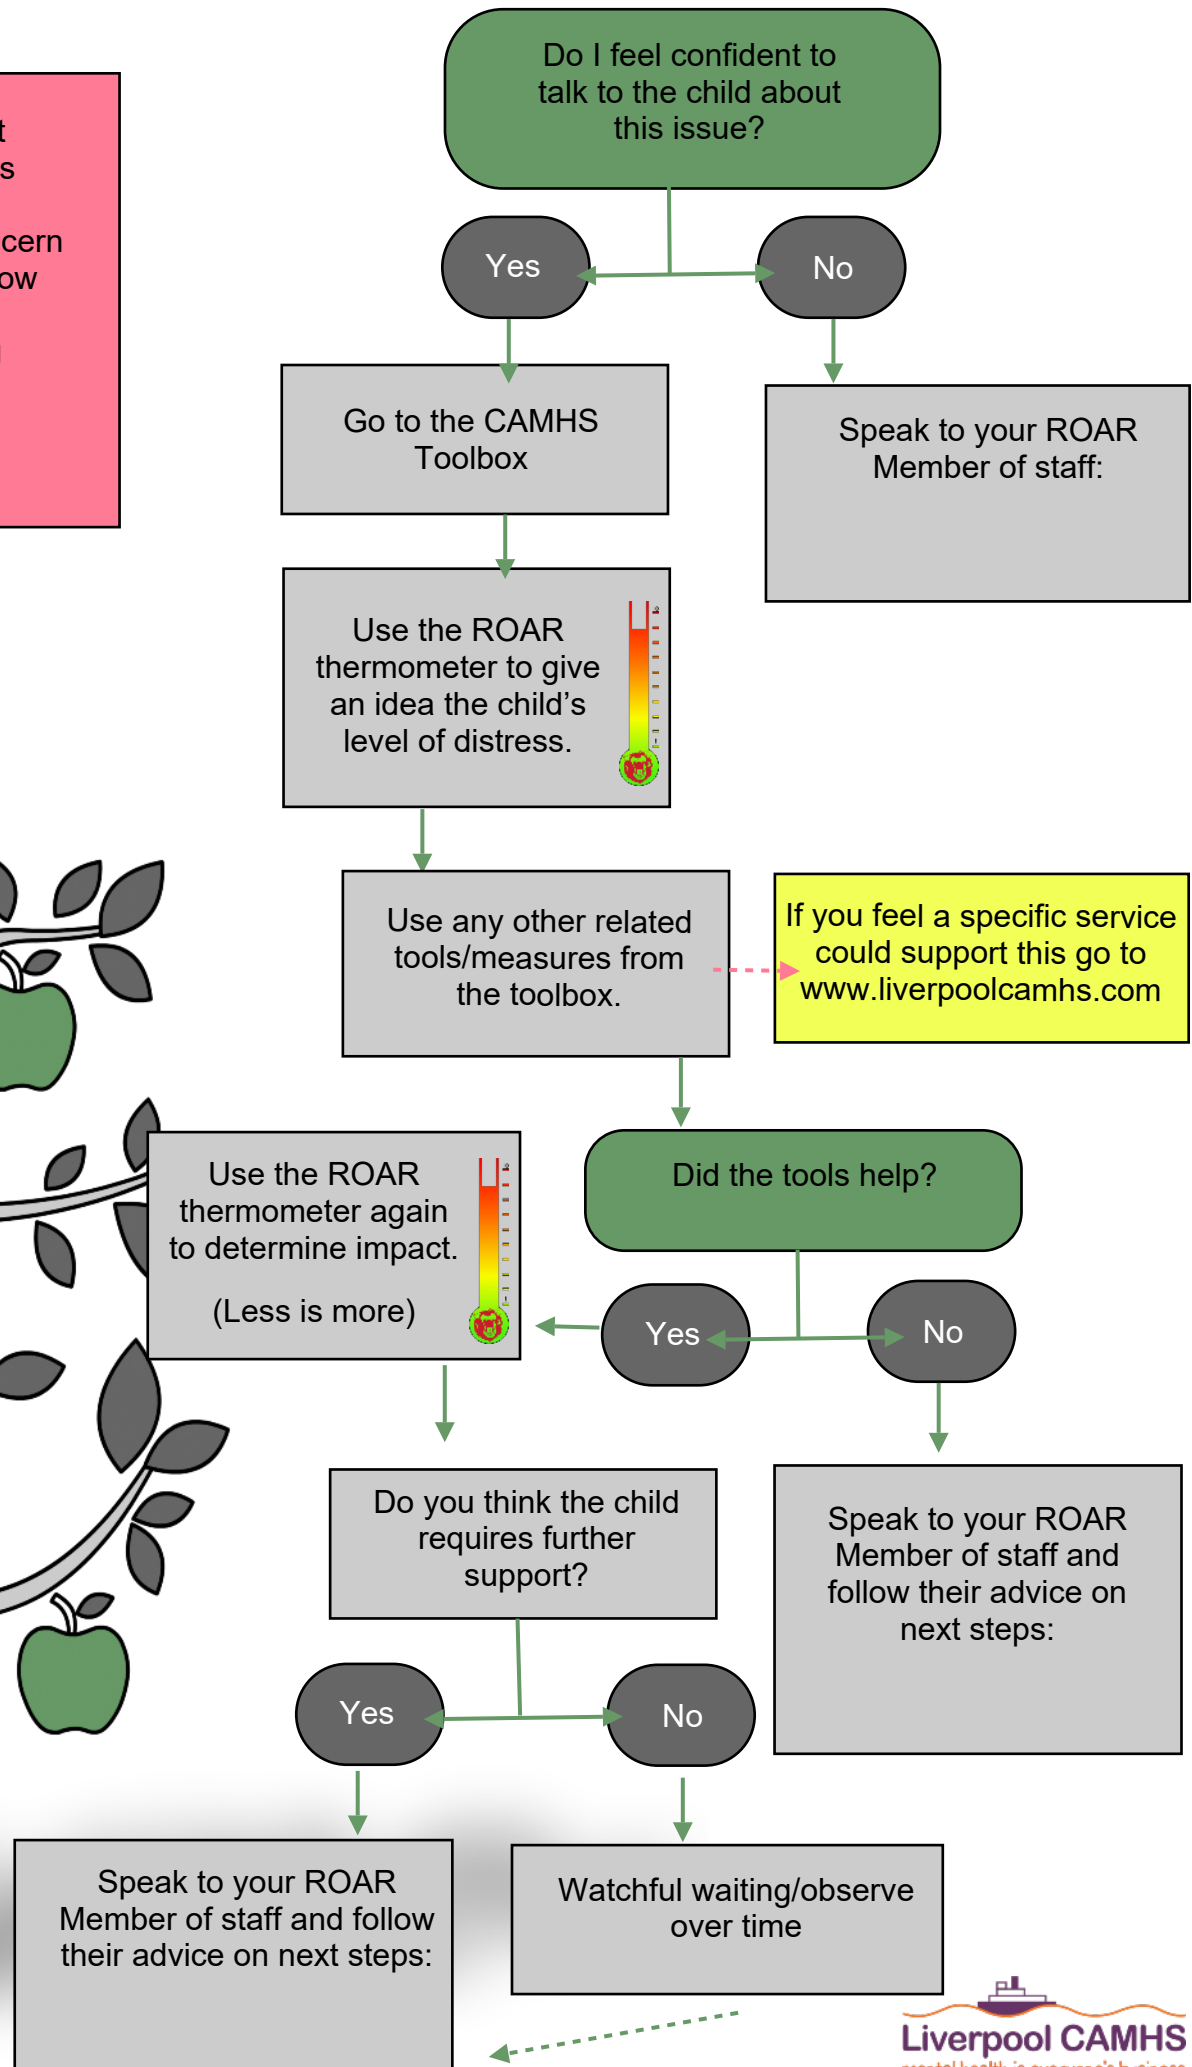 Do I feel confident to
talk to the child about
this issue?
Yes
No
Go to the CAMHS
Toolbox
Speak to your ROAR
Member of staff:
Use the ROAR
thermometer to give
an idea the child’s
level of distress.
Use any other related
tools/measures from
the toolbox.
If you feel a specific service
could support this go to
www.liverpoolcamhs.com
Did the tools help?
Use the ROAR
thermometer again
to determine impact.
(Less is more)
Yes
No
Do you think the child
requires further
support?
Speak to your ROAR
Member of staff and
follow their advice on
next steps:
Yes
No
Speak to your ROAR
Member of staff and follow
their advice on next steps:
Watchful waiting/observe
over time
Liverpool CAMHS